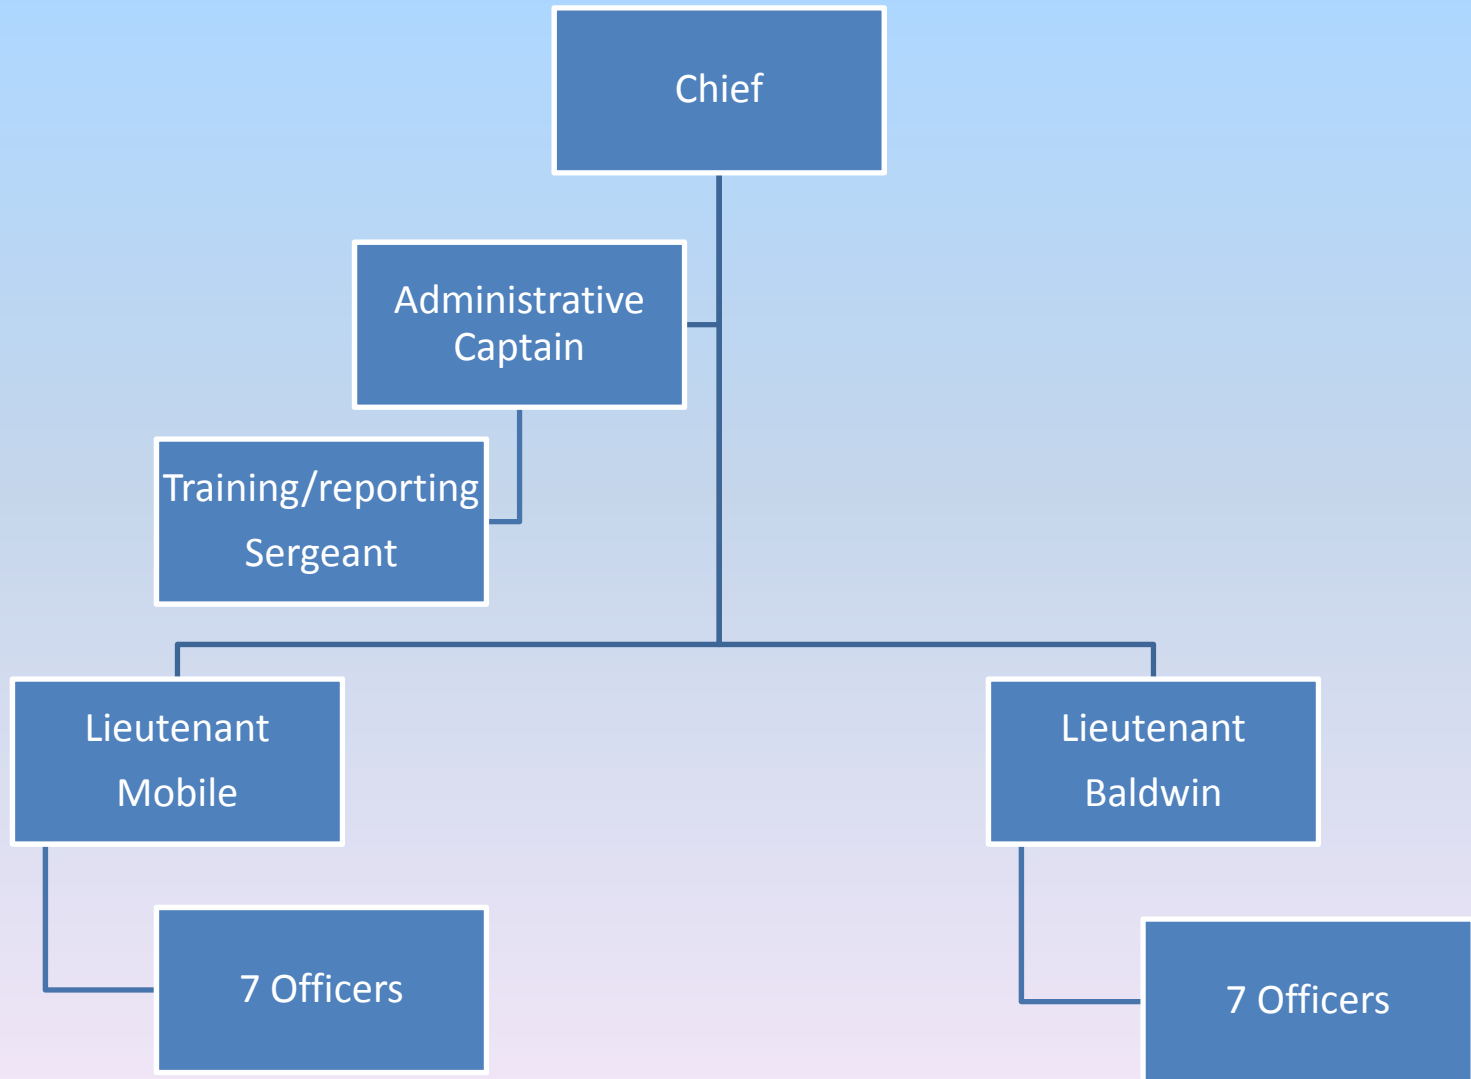 Chief
Administrative
Captain
Training/reporting
Sergeant
Lieutenant
Mobile
Lieutenant
Baldwin
7 Officers
7 Officers